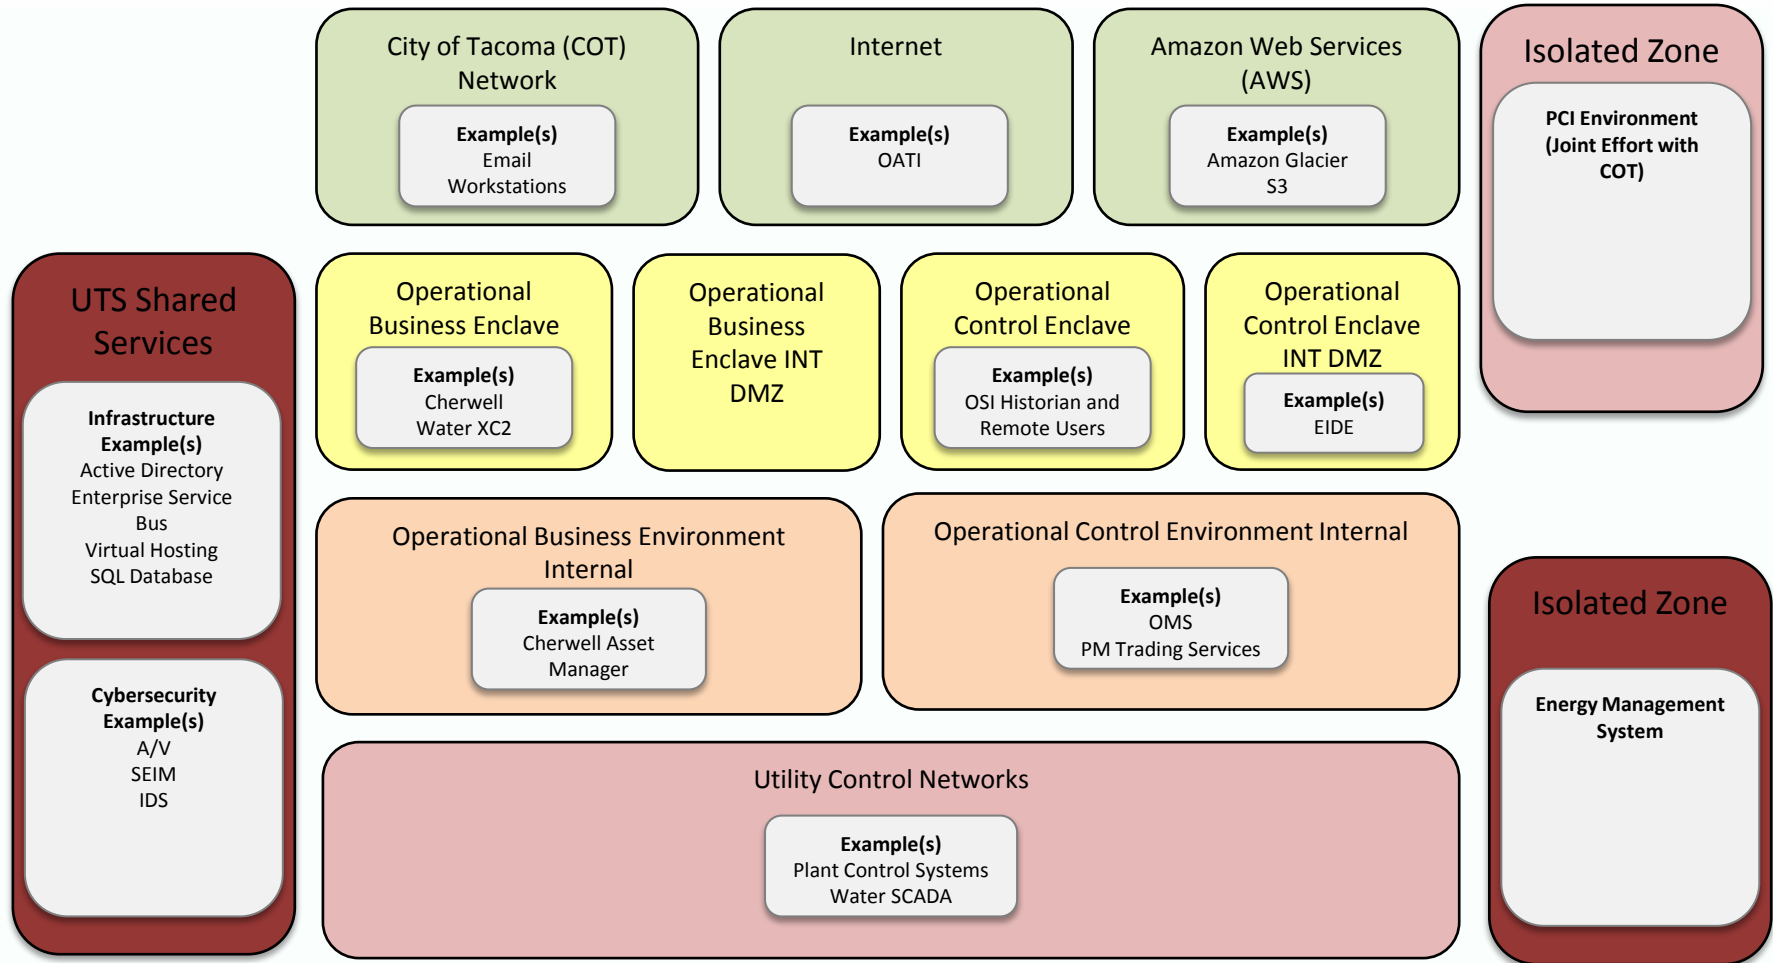 City of Tacoma (COT)
Network
Example(s)
Email
Workstations
Internet
Example(s)
OATI
Amazon Web Services
(AWS)
Example(s)
Amazon Glacier
S3
Isolated Zone
PCI Environment
(Joint Effort with
COT)
UTS Shared
Services
Infrastructure
Example(s)
Active Directory
Enterprise Service
Bus
Virtual Hosting
SQL Database
Cybersecurity
Example(s)
A/V
SEIM
IDS
Operational
Business Enclave
Example(s)
Cherwell
Water XC2
Operational
Business
Enclave INT
DMZ
Operational
Control Enclave
Example(s)
OSI Historian and
Remote Users
Operational
Control Enclave
INT DMZ
Example(s)
EIDE
Operational Business Environment
Internal
Example(s)
Cherwell Asset
Manager
Operational Control Environment Internal
Example(s)
OMS
PM Trading Services
Isolated Zone
Energy Management
System
Utility Control Networks
Example(s)
Plant Control Systems
Water SCADA